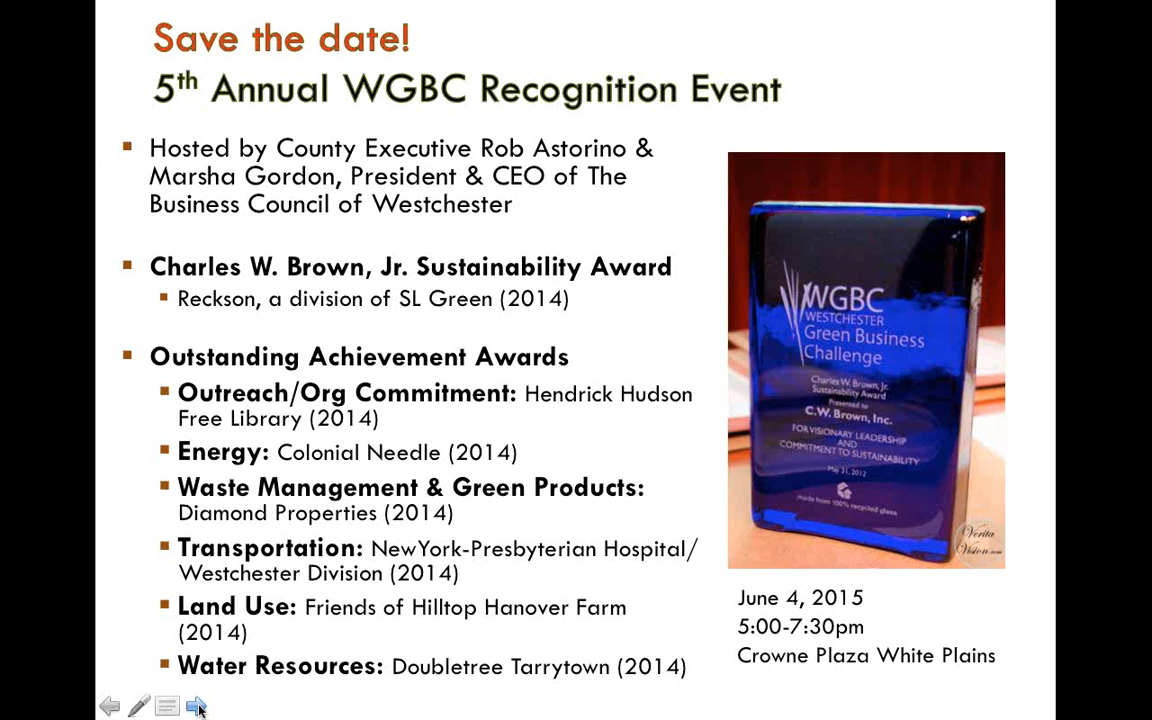 Save the date!
5th Annual WGBC Recognition Event
Hosted by County Executive Rob Astorino &
Marsha Gordon, President & CEO of The
Business Council of Westchester
Charles W. Brown, Jr. Sustainability Award
Reckson, a division of SL Green (2014)
Outstanding Achievement Awards
Outreach/Org Commitment: Hendrick Hudson
Free Library (2014)
Energy: Colonial Needle (2014)
Waste Management & Green Products:
Diamond Properties (2014)
Transportation: NewYork-Presbyterian Hospital/
Westchester Division (2014)
Land Use: Friends of Hilltop Hanover Farm
(2014)
Water Resources: Doubletree Tarrytown (2014)
WGBC
WESTCHESTER
Green Business
Challenge
Charles W. Brown, Jr.
Sustainability Award
Presented to
C.W. Brown, Inc.
FOR VISIONARY LEADERSHIP
AND
COMMITMENT TO SUSTAINABILITY
May 31, 2012
made from 100% recycled glass
Verita
Vision.com
June 4, 2015
5:00-7:30pm
Crowne Plaza White Plains